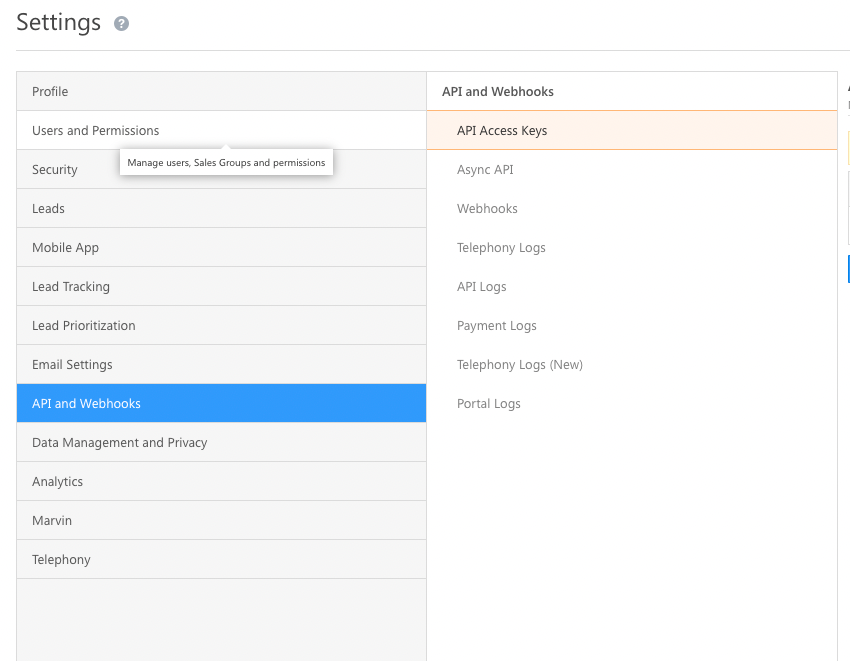 Settings ?
Profile
Users and Permissions
Manage users, Sales Groups and permissions
Security
Leads
Mobile App
Lead Tracking
Lead Prioritization
Email Settings
API and Webhooks
Data Management and Privacy
Analytics
Marvin
Telephony
API and Webhooks
API Access Keys
Async API
Webhooks
Telephony Logs
API Logs
Payment Logs
Telephony Logs (New)
Portal Logs